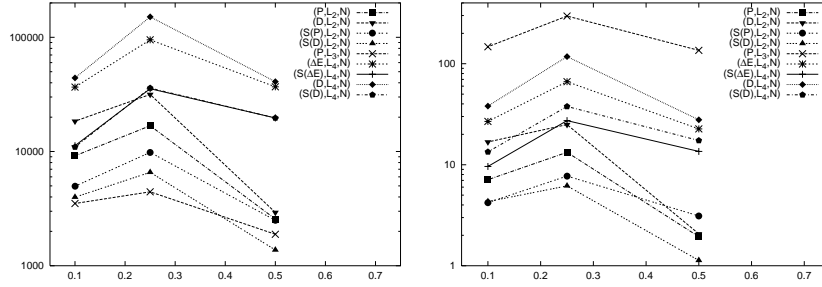 100000
10000
1000
0.1 0.2 0.3 0.4 0.5 0.6 0.7
(P,L2,N)
(D,L2,N)
(S(P),L2,N)
(S(D),L2,N)
(P,L3,N)
(ΔE,L4,N)
(S(ΔE),L4,N)
(D,L4,N)
(S(D),L4,N)
100
10
1
0.1 0.2 0.3 0.4 0.5 0.6 0.7
(P,L2,N)
(D,L2,N)
(S(P),L2,N)
(S(D),L2,N)
(P,L3,N)
(ΔE,L4,N)
(S(ΔE),L4,N)
(D,L4,N)
(S(D),L4,N)